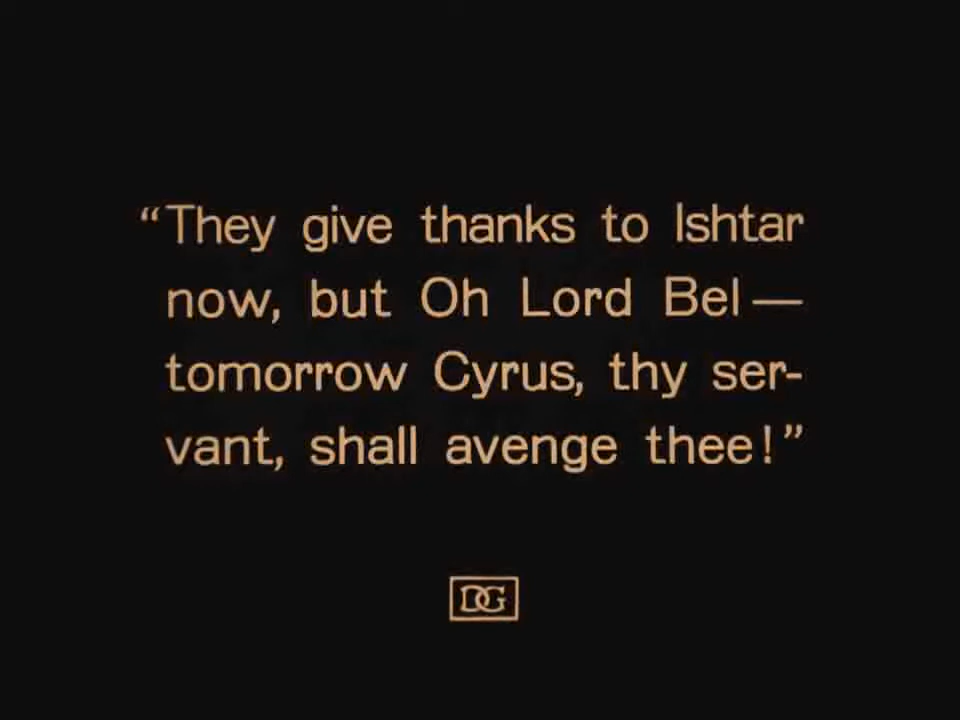 “They give thanks to Ishtar
now, but Oh Lord Bel—
tomorrow Cyrus, thy ser-
vant, shall avenge thee!”
DG